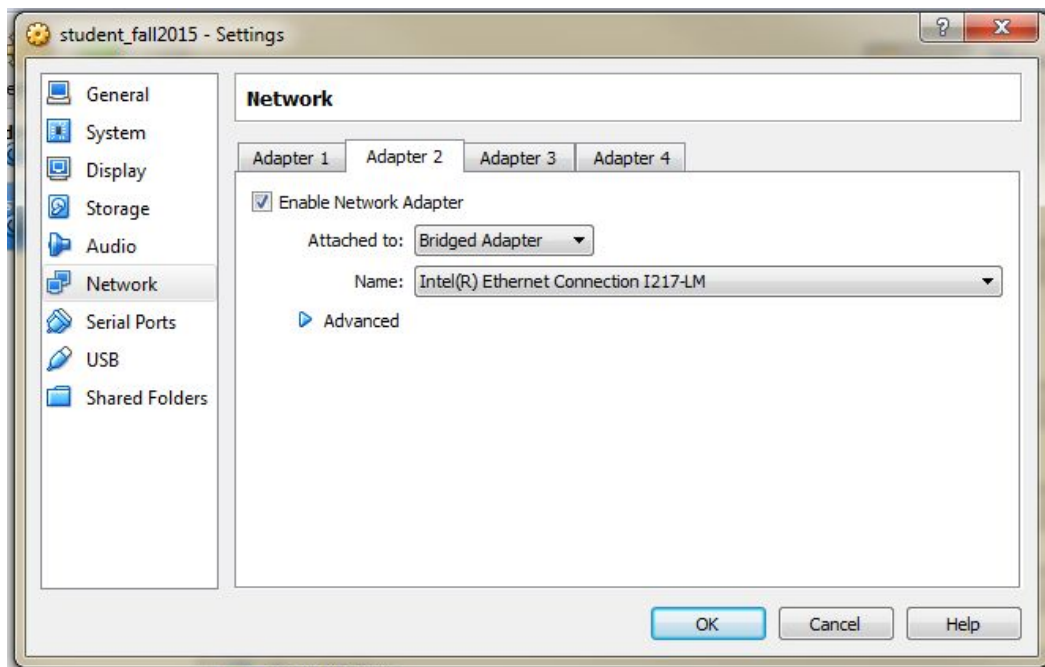 student_fall2015 - Settings
General
System
Display
Storage
Audio
Network
Serial Ports
USB
Shared Folders
Network
Adapter 1 Adapter 2 Adapter 3 Adapter 4
Enable Network Adapter
Attached to: Bridged Adapter
Name: Intel(R) Ethernet Connection I217-LM
Advanced
OK Cancel Help